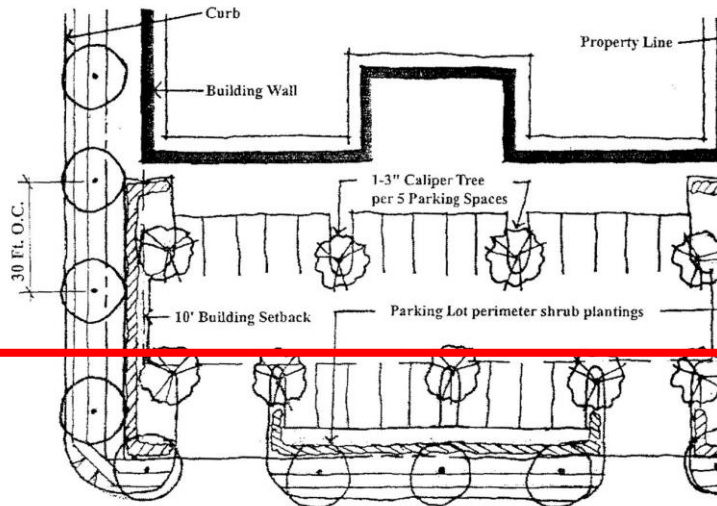 Curb
Property Line
Building Wall
1-3" Caliper Tree
per 5 Parking Spaces
30 Ft. O.C.
10' Building Setback
Parking Lot perimeter shrub plantings